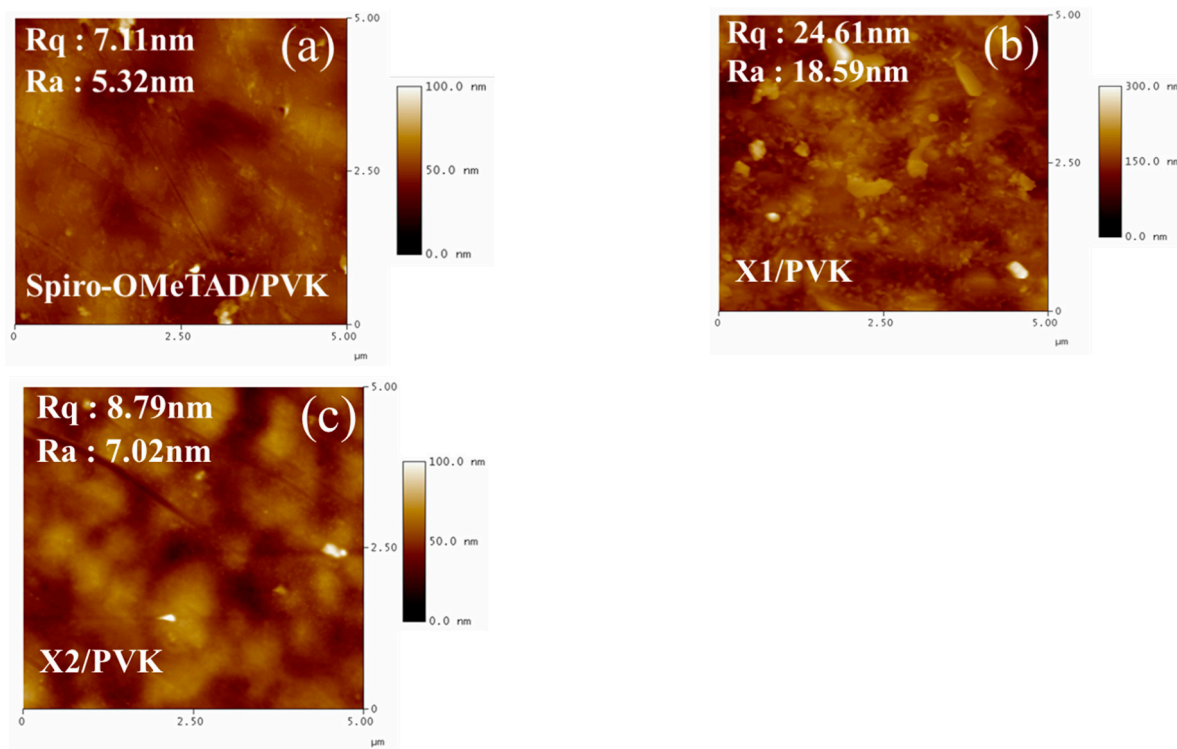 Rq : 7.11nm
Ra : 5.32nm
(a)
Spiro-OMeTAD/PVK
5.00
2.50
0
0
2.50
5.00
μm
100.0 nm
50.0 nm
0.0 nm
Rq : 24.61nm
Ra : 18.59nm
(b)
X1/PVK
5.00
2.50
0
0
2.50
5.00
μm
300.0 nm
150.0 nm
0.0 nm
Rq : 8.79nm
Ra : 7.02nm
(c)
X2/PVK
5.00
2.50
0
0
2.50
5.00
μm
100.0 nm
50.0 nm
0.0 nm